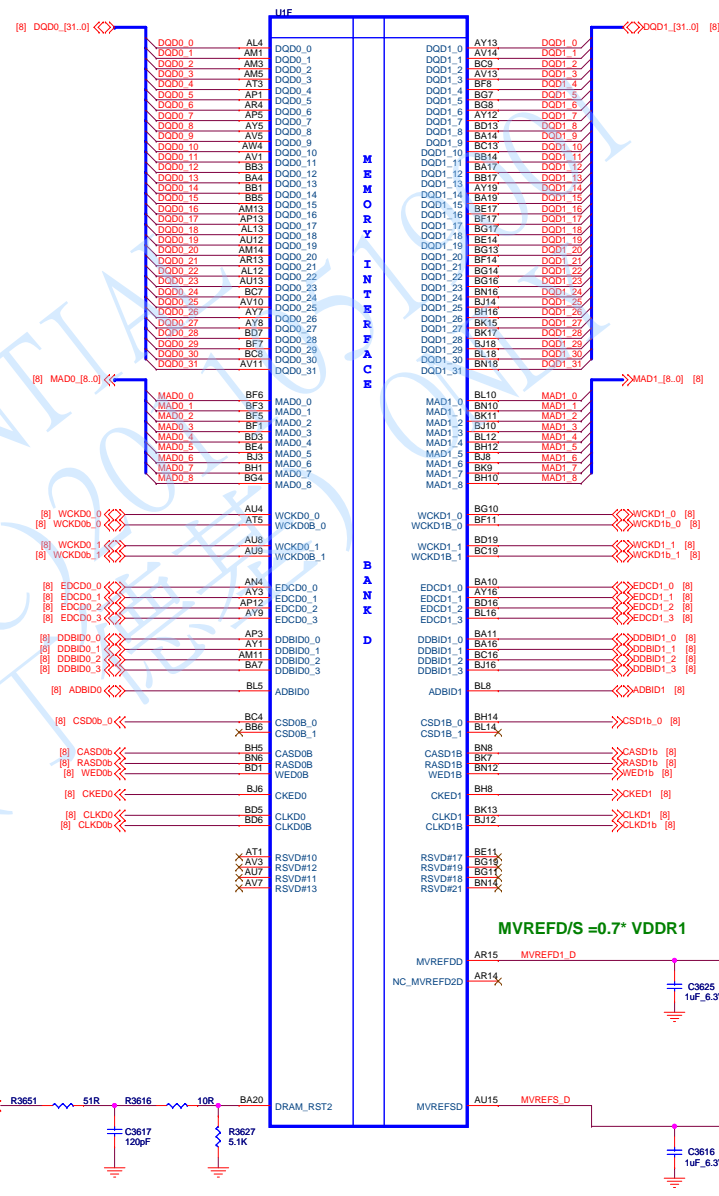 U1F
[8] DQD0_[31..0]
DQD1_[31..0] [8]
DQD0_0 AL4 DQD0_0 DQD1_0 AY13 DQD1_0
DQD0_1 AM1 DQD0_1 DQD1_1 AV14 DQD1_1
DQD0_2 AM3 DQD0_2 DQD1_2 BC9 DQD1_2
DQD0_3 AM5 DQD0_3 DQD1_3 AV13 DQD1_3
DQD0_4 AT3 DQD0_4 DQD1_4 BF8 DQD1_4
DQD0_5 AP1 DQD0_5 DQD1_5 BG7 DQD1_5
DQD0_6 AR4 DQD0_6 DQD1_6 BG8 DQD1_6
DQD0_7 AP5 DQD0_7 DQD1_7 AY12 DQD1_7
DQD0_8 AY5 DQD0_8 DQD1_8 BD13 DQD1_8
DQD0_9 AV5 DQD0_9 DQD1_9 BA14 DQD1_9
DQD0_10 AW4 DQD0_10 DQD1_10 BC13 DQD1_10
DQD0_11 AV1 DQD0_11 DQD1_11 BB14 DQD1_11
DQD0_12 BB3 DQD0_12 DQD1_12 BA17 DQD1_12
DQD0_13 BA4 DQD0_13 DQD1_13 BB17 DQD1_13
DQD0_14 BB1 DQD0_14 DQD1_14 AY19 DQD1_14
DQD0_15 BB5 DQD0_15 DQD1_15 BA19 DQD1_15
DQD0_16 AM13 DQD0_16 DQD1_16 BE17 DQD1_16
DQD0_17 AP13 DQD0_17 DQD1_17 BF17 DQD1_17
DQD0_18 AL13 DQD0_18 DQD1_18 BG17 DQD1_18
DQD0_19 AU12 DQD0_19 DQD1_19 BE14 DQD1_19
DQD0_20 AM14 DQD0_20 DQD1_20 BG13 DQD1_20
DQD0_21 AR13 DQD0_21 DQD1_21 BF14 DQD1_21
DQD0_22 AL12 DQD0_22 DQD1_22 BG14 DQD1_22
DQD0_23 AU13 DQD0_23 DQD1_23 BG16 DQD1_23
DQD0_24 BC7 DQD0_24 DQD1_24 BN16 DQD1_24
DQD0_25 AV10 DQD0_25 DQD1_25 BJ14 DQD1_25
DQD0_26 AY7 DQD0_26 DQD1_26 BH16 DQD1_26
DQD0_27 AY8 DQD0_27 DQD1_27 BK15 DQD1_27
DQD0_28 BD7 DQD0_28 DQD1_28 BK17 DQD1_28
DQD0_29 BF7 DQD0_29 DQD1_29 BJ18 DQD1_29
DQD0_30 BC8 DQD0_30 DQD1_30 BL18 DQD1_30
DQD0_31 AV11 DQD0_31 DQD1_31 BN18 DQD1_31
MEMORY INTERFACE
BANK D
[8] MAD0_[8..0]
MAD1_[8..0] [8]
MAD0_0 BF6 MAD0_0 MAD1_0 BL10 MAD1_0
MAD0_1 BF3 MAD0_1 MAD1_1 BN10 MAD1_1
MAD0_2 BF5 MAD0_2 MAD1_2 BK11 MAD1_2
MAD0_3 BF1 MAD0_3 MAD1_3 BJ10 MAD1_3
MAD0_4 BD3 MAD0_4 MAD1_4 BL12 MAD1_4
MAD0_5 BE4 MAD0_5 MAD1_5 BH12 MAD1_5
MAD0_6 BJ3 MAD0_6 MAD1_6 BJ8 MAD1_6
MAD0_7 BH1 MAD0_7 MAD1_7 BK9 MAD1_7
MAD0_8 BG4 MAD0_8 MAD1_8 BH10 MAD1_8
[8] WCKD0_0 AU4 WCKD0_0 WCKD1_0 BG10 WCKD1_0 [8]
[8] WCKD0b_0 AT5 WCKD0B_0 WCKD1B_0 BF11 WCKD1b_0 [8]
[8] WCKD0_1 AU8 WCKD0_1 WCKD1_1 BD19 WCKD1_1 [8]
[8] WCKD0b_1 AU9 WCKD0B_1 WCKD1B_1 BC19 WCKD1b_1 [8]
[8] EDCD0_0 AN4 EDCD0_0 EDCD1_0 BA10 EDCD1_0 [8]
[8] EDCD0_1 AY3 EDCD0_1 EDCD1_1 AY16 EDCD1_1 [8]
[8] EDCD0_2 AP12 EDCD0_2 EDCD1_2 BD16 EDCD1_2 [8]
[8] EDCD0_3 AY9 EDCD0_3 EDCD1_3 BL16 EDCD1_3 [8]
[8] DDBID0_0 AP3 DDBID0_0 DDBID1_0 BA11 DDBID1_0 [8]
[8] DDBID0_1 AY1 DDBID0_1 DDBID1_1 BA16 DDBID1_1 [8]
[8] DDBID0_2 AM11 DDBID0_2 DDBID1_2 BC16 DDBID1_2 [8]
[8] DDBID0_3 BA7 DDBID0_3 DDBID1_3 BJ16 DDBID1_3 [8]
[8] ADBID0 BL5 ADBID0 ADBID1 BL8 ADBID1 [8]
[8] CSD0b_0 BC4 CSD0B_0 CSD1B_0 BH14 CSD1b_0 [8]
BB6 CSD0B_1 CSD1B_1 BL14
[8] CASD0b BH5 CASD0B CASD1B BN8 CASD1b [8]
[8] RASD0b BN6 RASD0B RASD1B BK7 RASD1b [8]
[8] WED0b BD1 WED0B WED1B BN12 WED1b [8]
[8] CKED0 BJ6 CKED0 CKED1 BH8 CKED1 [8]
[8] CLKD0 BD5 CLKD0 CLKD1 BK13 CLKD1 [8]
[8] CLKD0b BD6 CLKD0B CLKD1B BJ12 CLKD1b [8]
AT1 RSVD#10 RSVD#17 BE11
AV3 RSVD#12 RSVD#19 BG19
AU7 RSVD#11 RSVD#18 BG11
AV7 RSVD#13 RSVD#21 BN14
MVREFD/S =0.7* VDDR1
MVREFDD AR15 MVREFD1_D
NC_MVREFD2D AR14
C3625
1uF_6.3
R3651 51R R3616 10R BA20 DRAM_RST2 MVREFSD AU15 MVREFS_D
C3617
120pF
R3627
5.1K
C3616
1uF_6.3